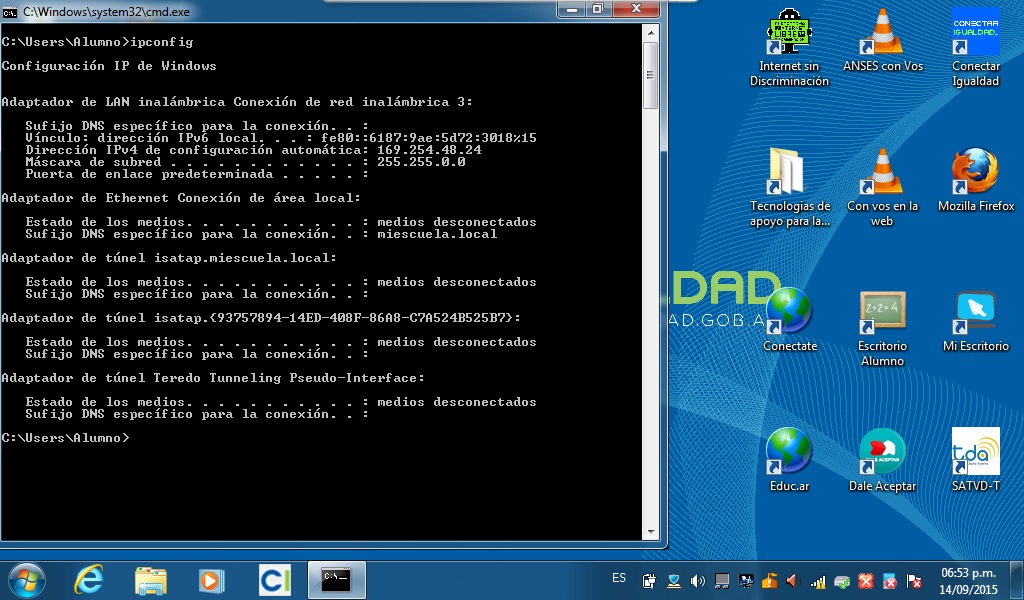 C:\Windows\system32\cmd.exe
C:\Users\Alumno>ipconfig
Configuración IP de Windows
Adaptador de LAN inalámbrica Conexión de red inalámbrica 3:
Sufijo DNS específico para la conexión. . :
Vínculo: dirección IPv6 local. . . : fe80::6187:9ae:5d72:3018%15
Dirección IPv4 de configuración automática: 169.254.48.24
Máscara de subred . . . . . . . . . . . . : 255.255.0.0
Puerta de enlace predeterminada . . . . . :
Adaptador de Ethernet Conexión de área local:
Estado de los medios. . . . . . . . . . . : medios desconectados
Sufijo DNS específico para la conexión. . : miescuela.local
Adaptador de túnel isatap.miescuela.local:
Estado de los medios. . . . . . . . . . . : medios desconectados
Sufijo DNS específico para la conexión. . :
Adaptador de túnel isatap.{93757894-14ED-408F-86A8-C7A524B525B7}:
Estado de los medios. . . . . . . . . . . : medios desconectados
Sufijo DNS específico para la conexión. . :
Adaptador de túnel Teredo Tunneling Pseudo-Interface:
Estado de los medios. . . . . . . . . . . : medios desconectados
Sufijo DNS específico para la conexión. . :
C:\Users\Alumno>
Internet sin
Discriminación
ANSES con Vos
CONECTAR
IGUALDAD
Conectar
Igualdad
Tecnologías de
apoyo para la...
Con vos en la
web
Mozilla Firefox
DAD
AD.GOB.A
Conectate
2+2=4
Escritorio
Alumno
Mi Escritorio
Educ.ar
ACEPTAR
Dale Aceptar
tda
SATVD-T
CI
C:\
ES
06:53 p.m.
14/09/2015